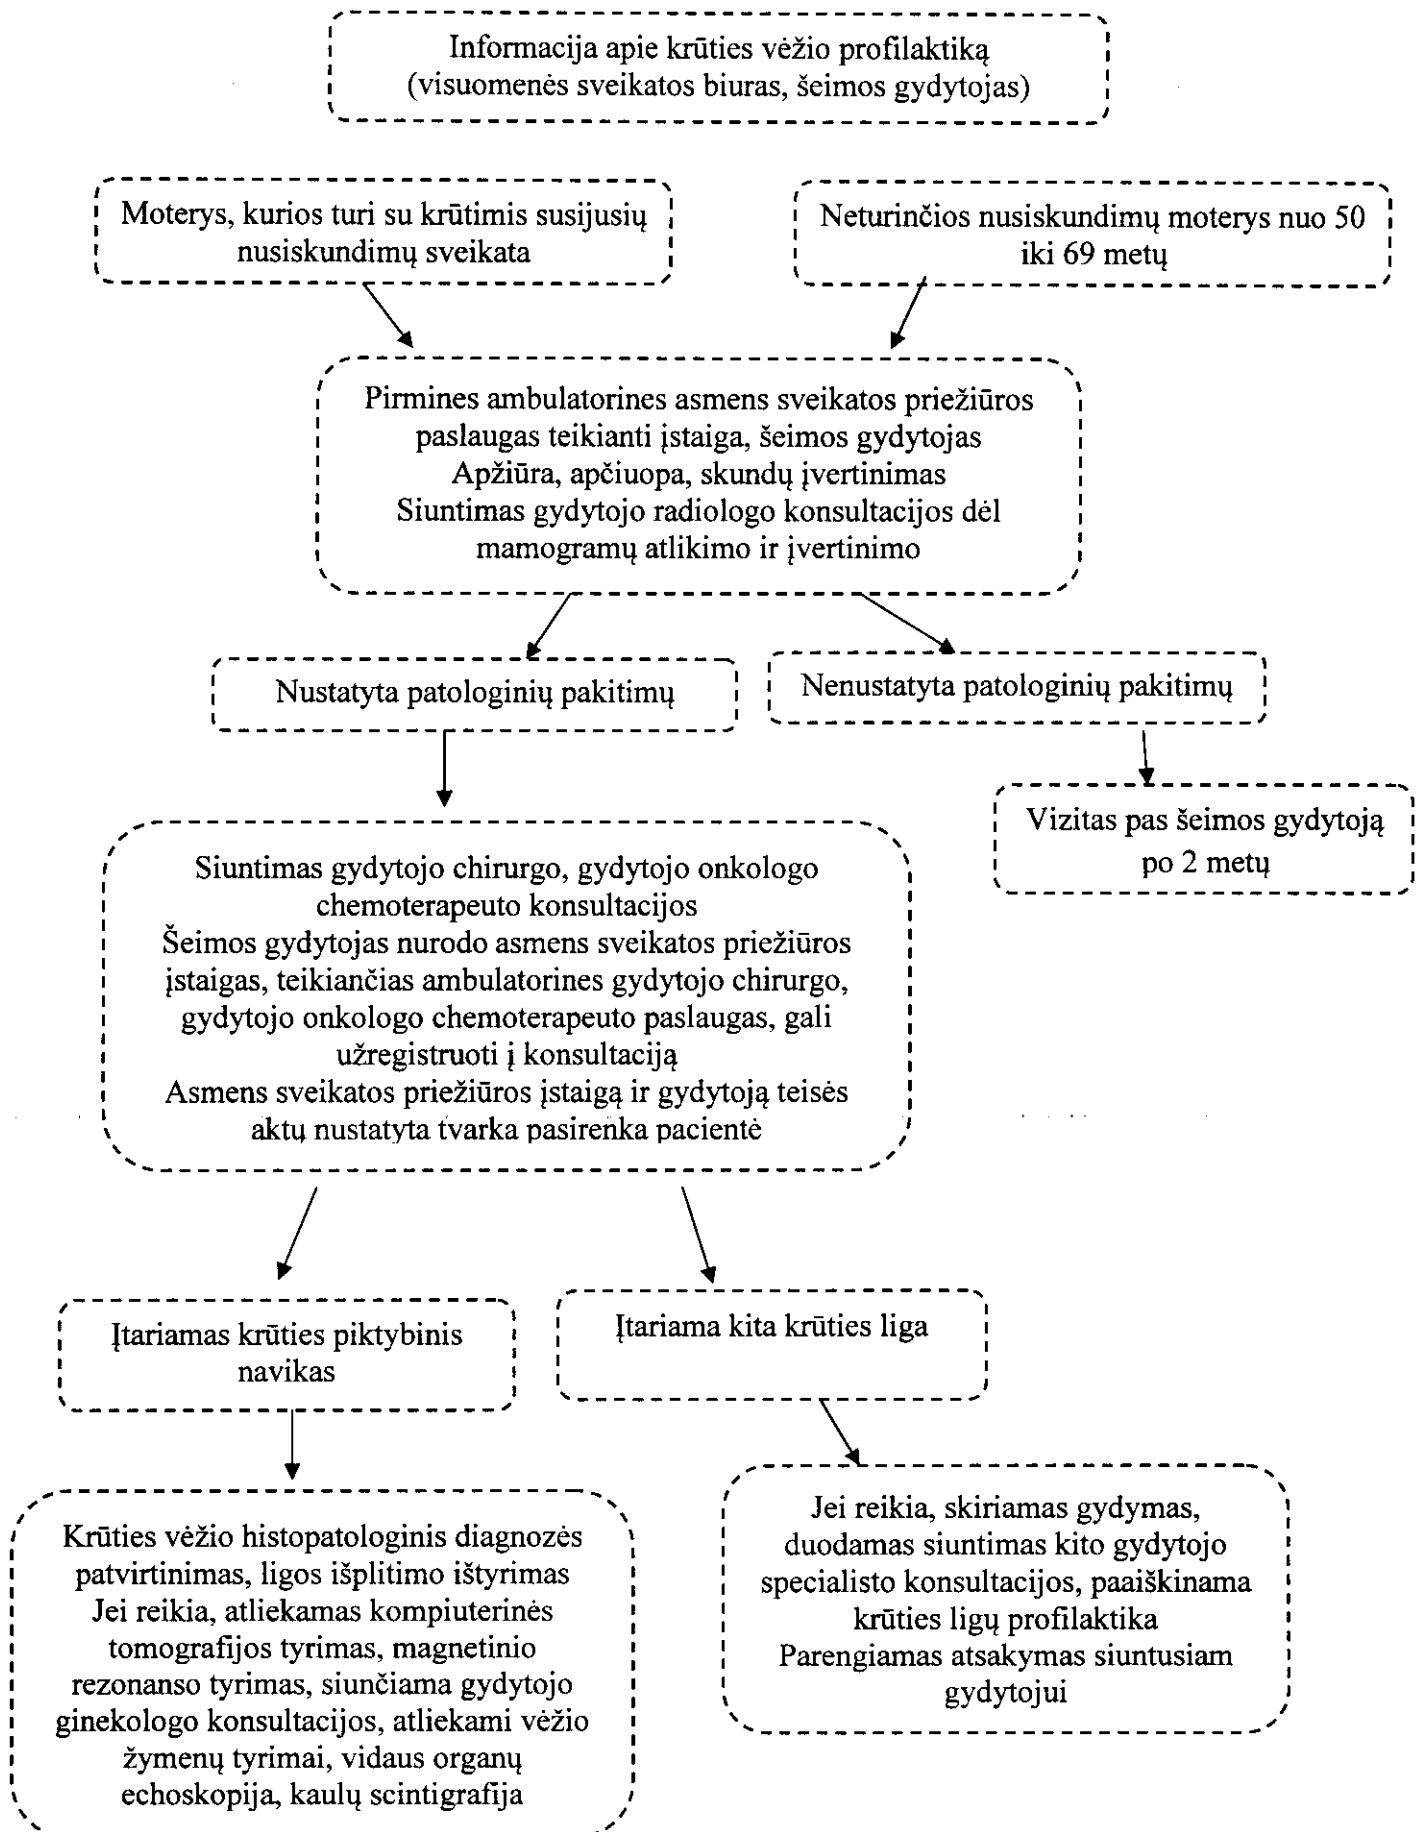 Informacija apie krūties vėžio profilaktiką
(visuomenės sveikatos biuras, šeimos gydytojas)
Moterys, kurios turi su krūtimis susijusių
nusiskundimų sveikata
Neturinčios nusiskundimų moterys nuo 50
iki 69 metų
Pirmines ambulatorines asmens sveikatos priežiūros
paslaugas teikianti įstaiga, šeimos gydytojas
Apžiūra, apčiuopa, skundų įvertinimas
Siuntimas gydytojo radiologo konsultacijos dėl
mamogramų atlikimo ir įvertinimo
Nustatyta patologinių pakitimų
Nenustatyta patologinių pakitimų
Vizitas pas šeimos gydytoją
po 2 metų
Siuntimas gydytojo chirurgo, gydytojo onkologo
chemoterapeuto konsultacijos
Šeimos gydytojas nurodo asmens sveikatos priežiūros
įstaigas, teikiančias ambulatorines gydytojo chirurgo,
gydytojo onkologo chemoterapeuto paslaugas, gali
užregistruoti į konsultaciją
Asmens sveikatos priežiūros įstaigą ir gydytoją teisės
aktų nustatyta tvarka pasirenka pacientė
Įtariamas krūties piktybinis
navikas
Įtariama kita krūties liga
Krūties vėžio histopatologinis diagnozės
patvirtinimas, ligos išplitimo ištyrimas
Jei reikia, atliekamas kompiuterinės
tomografijos tyrimas, magnetinio
rezonanso tyrimas, siunčiama gydytojo
ginekologo konsultacijos, atliekami vėžio
žymenų tyrimai, vidaus organų
echoskopija, kaulų scintigrafija
Jei reikia, skiriamas gydymas,
duodamas siuntimas kito gydytojo
specialisto konsultacijos, paaiškinama
krūties ligų profilaktika
Parengiamas atsakymas siuntusiam
gydytojui